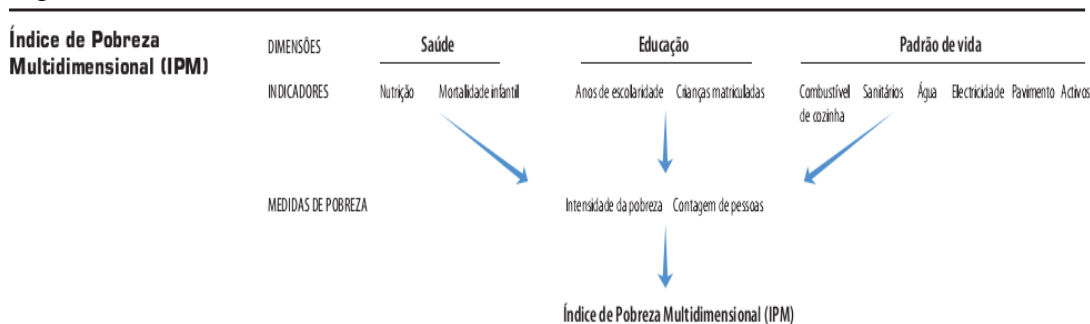 Índice de Pobreza
Multidimensional (IPM)
DIMENSÕES Saúde Educação Padrão de vida
INDICADORES Nutrição Mortalidade infantil Anos de escolaridade Crianças matriculadas Combustível de cozinha Sanitários Água Electricidade Pavimento Activos
MEDIDAS DE POBREZA Intensidade da pobreza Contagem de pessoas
Índice de Pobreza Multidimensional (IPM)